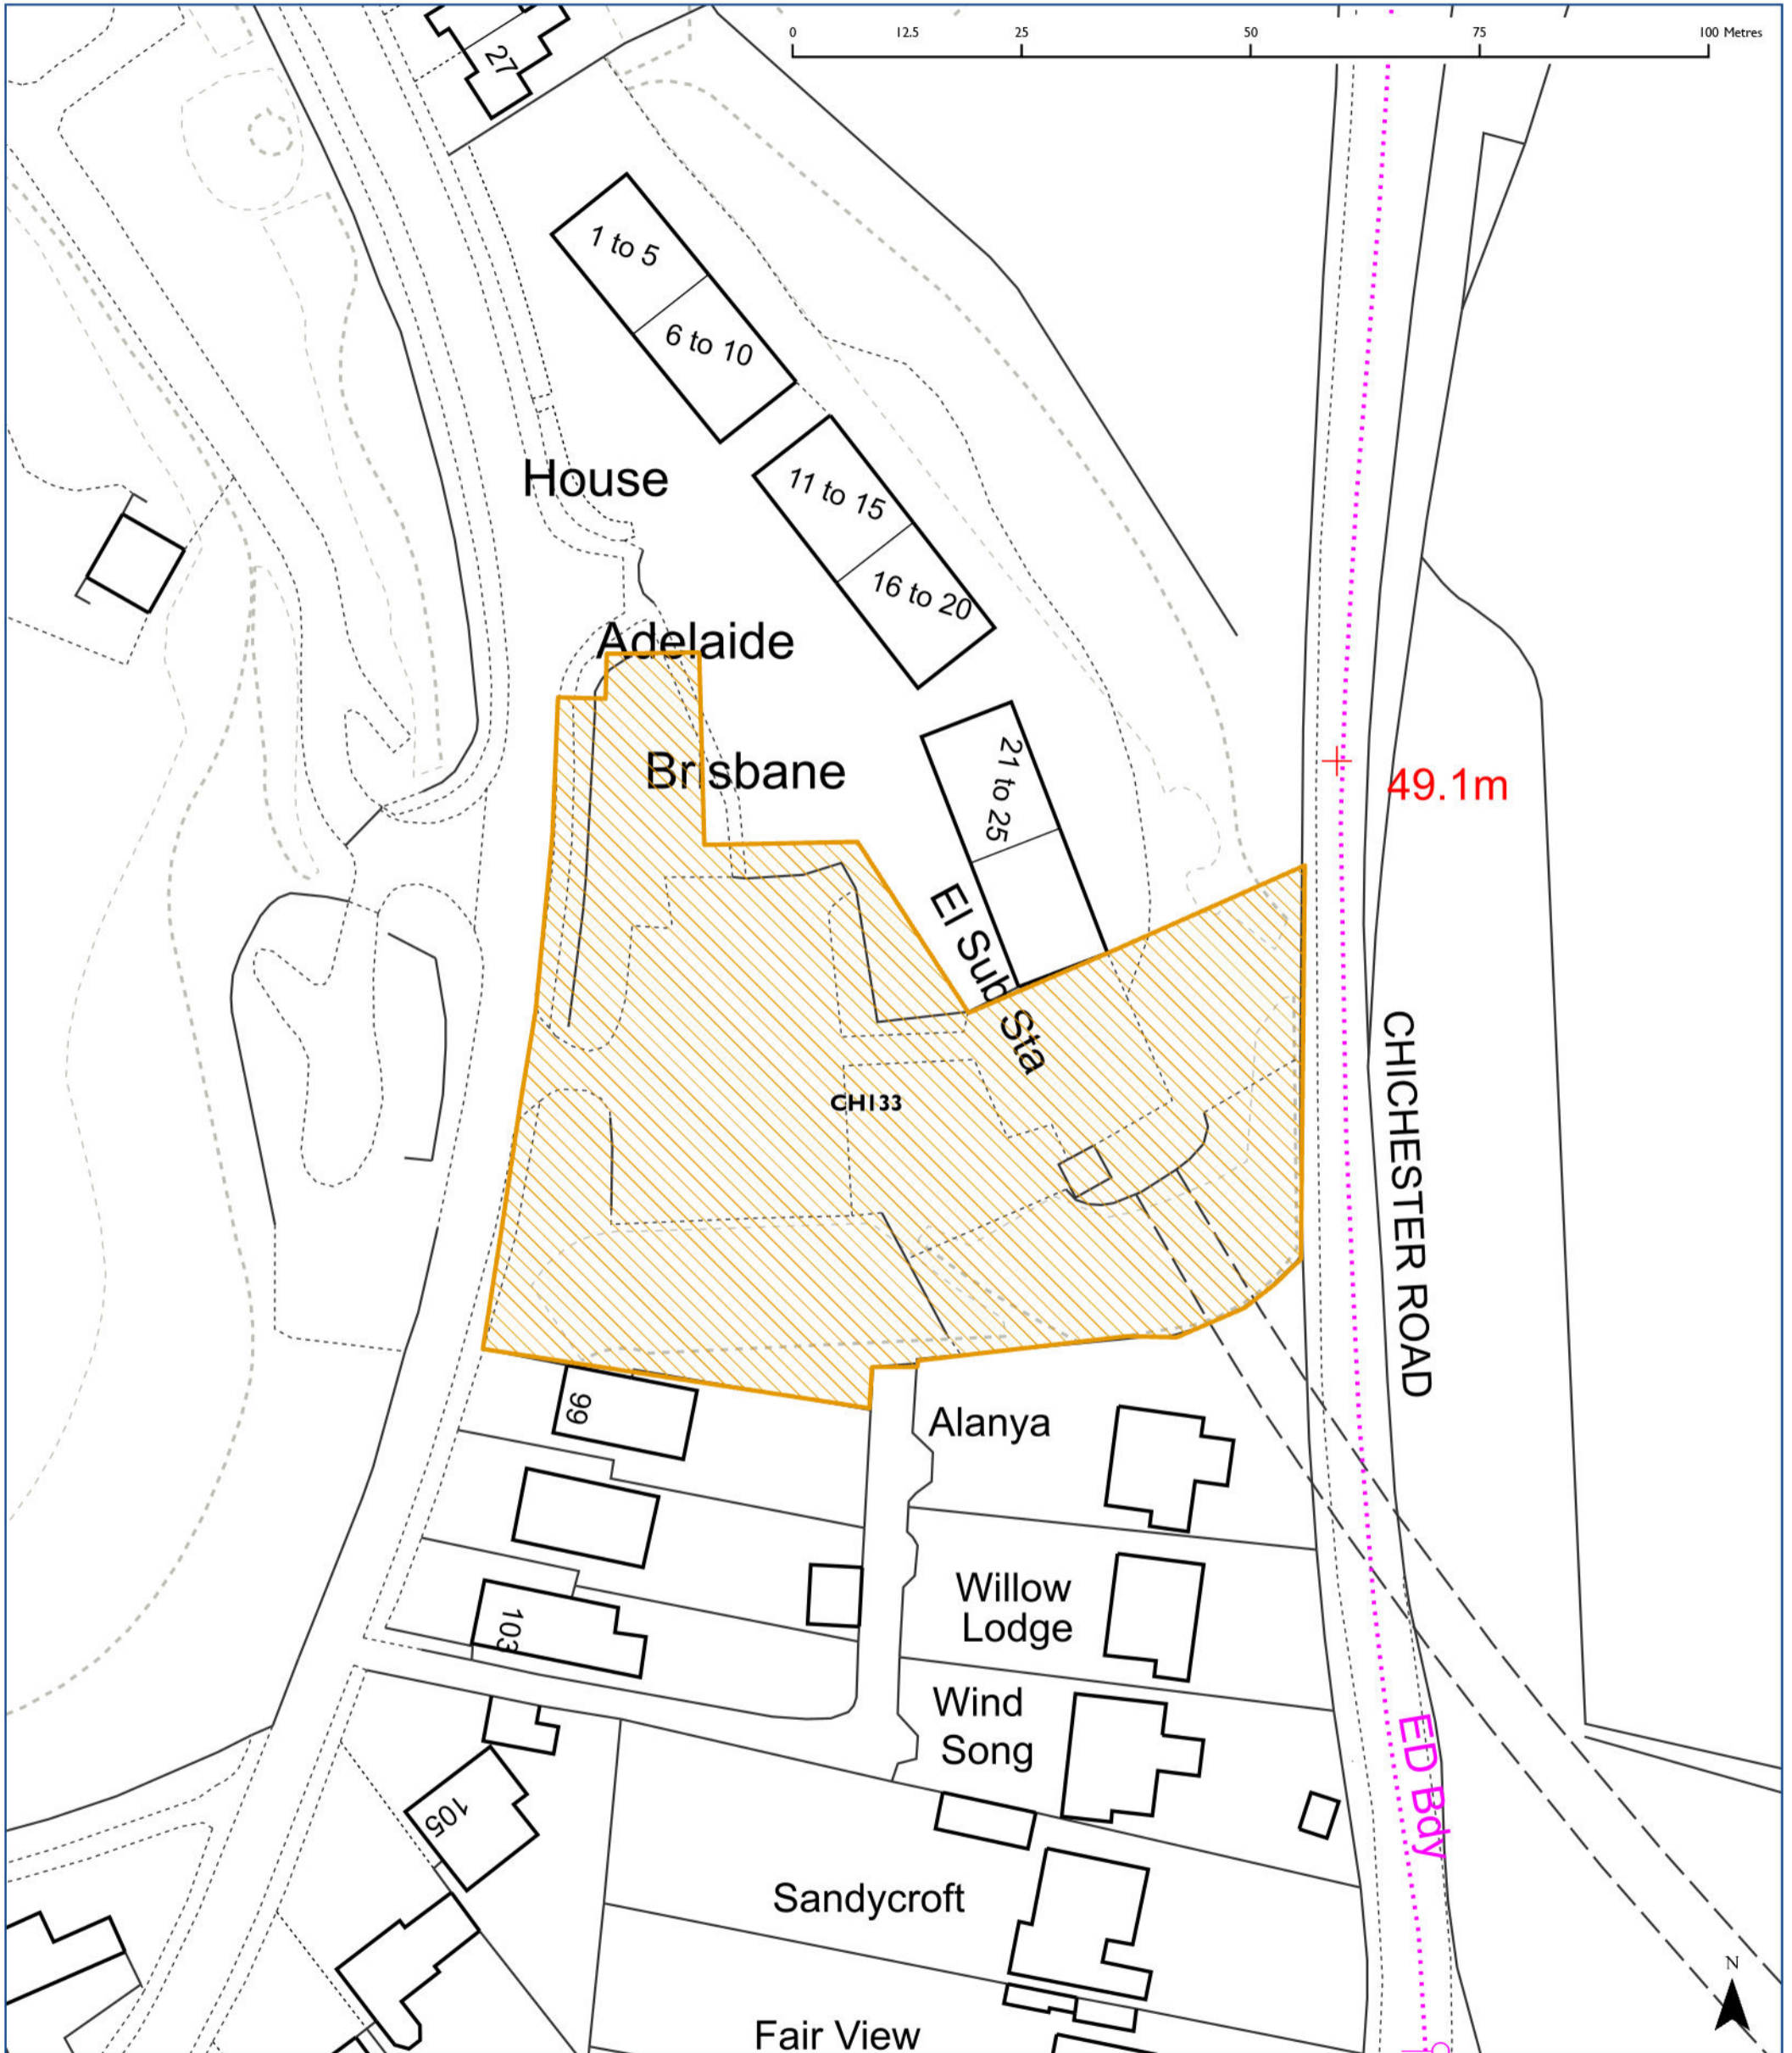 0 12.5 25 50 75 100 Metres
27
1 to 5
6 to 10
House
11 to 15
16 to 20
Adelaide
Brisbane
21 to 25
49.1m
El Sub Sta
CHI33
CHICHESTER ROAD
99
Alanya
Willow
Lodge
103
Wind
Song
ED Bdy
105
Sandycroft
N
Fair View